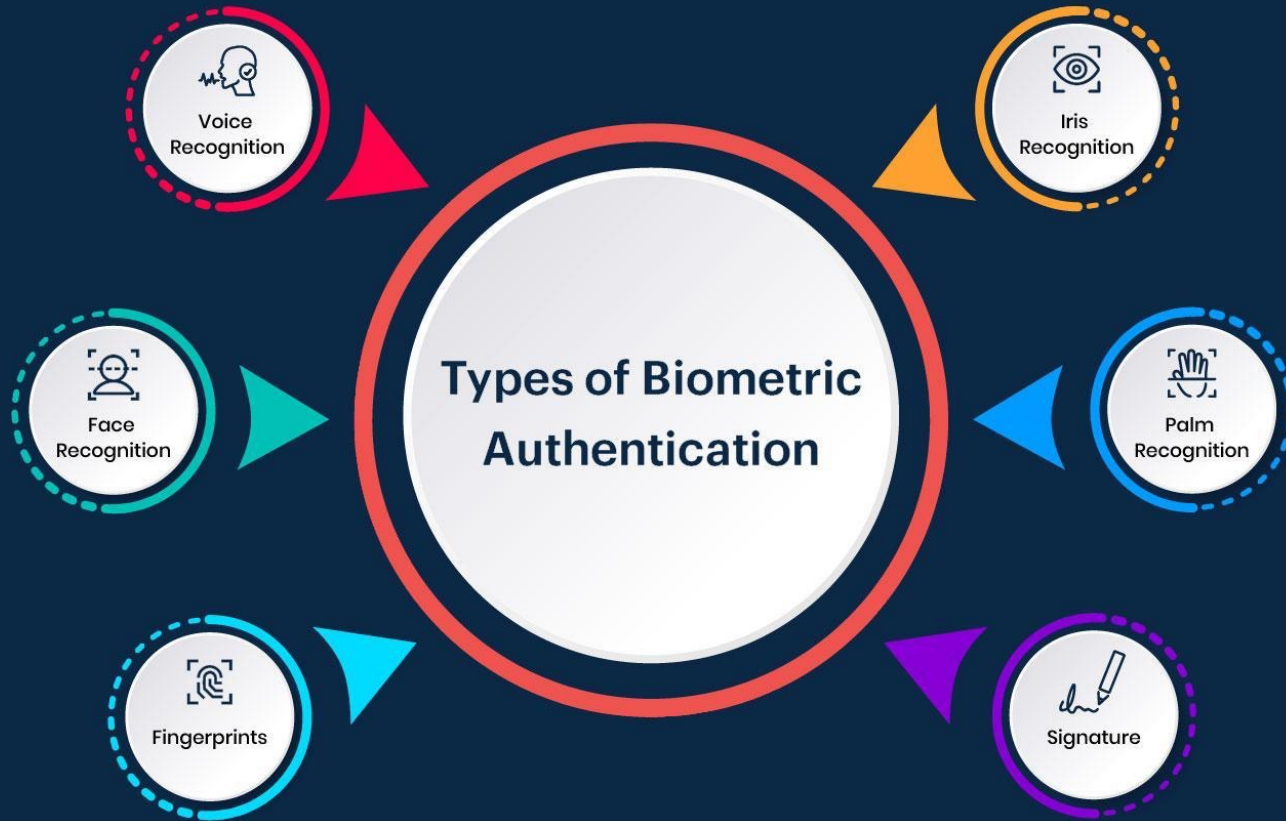 Voice
Recognition
Iris
Recognition
Types of Biometric
Authentication
Face
Recognition
Palm
Recognition
Fingerprints
Signature